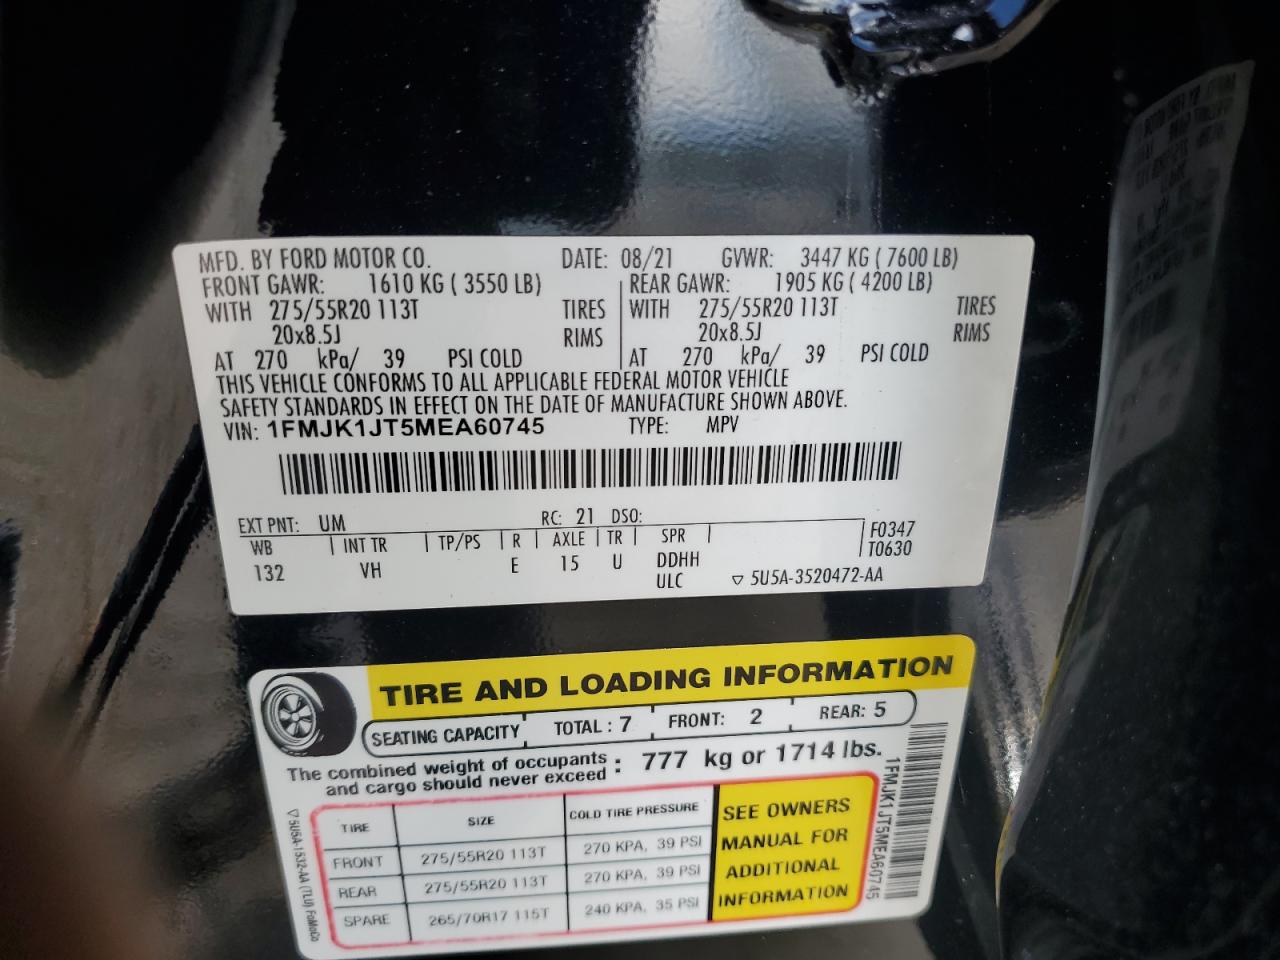 MFD. BY FORD MOTOR CO. DATE: 08/21 GVWR: 3447 KG ( 7600 LB)
FRONT GAWR: 1610 KG ( 3550 LB) REAR GAWR: 1905 KG ( 4200 LB)
WITH 275/55R20 113T TIRES WITH 275/55R20 113T TIRES
20x8.5J RIMS 20x8.5J RIMS
AT 270 kPa/ 39 PSI COLD AT 270 kPa/ 39 PSI COLD
THIS VEHICLE CONFORMS TO ALL APPLICABLE FEDERAL MOTOR VEHICLE
SAFETY STANDARDS IN EFFECT ON THE DATE OF MANUFACTURE SHOWN ABOVE.
VIN: 1FMJK1JT5MEA60745 TYPE: MPV
EXT PNT: UM RC: 21 DSO:
WB INT TR TP/PS R AXLE TR SPR F0347
132 VH E 15 U DDHH T0630
ULC ▽ 5U5A-3520472-AA
TIRE AND LOADING INFORMATION
SEATING CAPACITY TOTAL : 7 FRONT: 2 REAR: 5
The combined weight of occupants
and cargo should never exceed : 777 kg or 1714 lbs.
TIRE SIZE COLD TIRE PRESSURE
FRONT 275/55R20 113T 270 KPA, 39 PSI
REAR 275/55R20 113T 270 KPA, 39 PSI
SPARE 265/70R17 115T 240 KPA, 35 PSI
SEE OWNERS
MANUAL FOR
ADDITIONAL
INFORMATION
1FMJK1JT5MEA60745
▽ 5U5A-1532-AA (TLU) FoMoCo